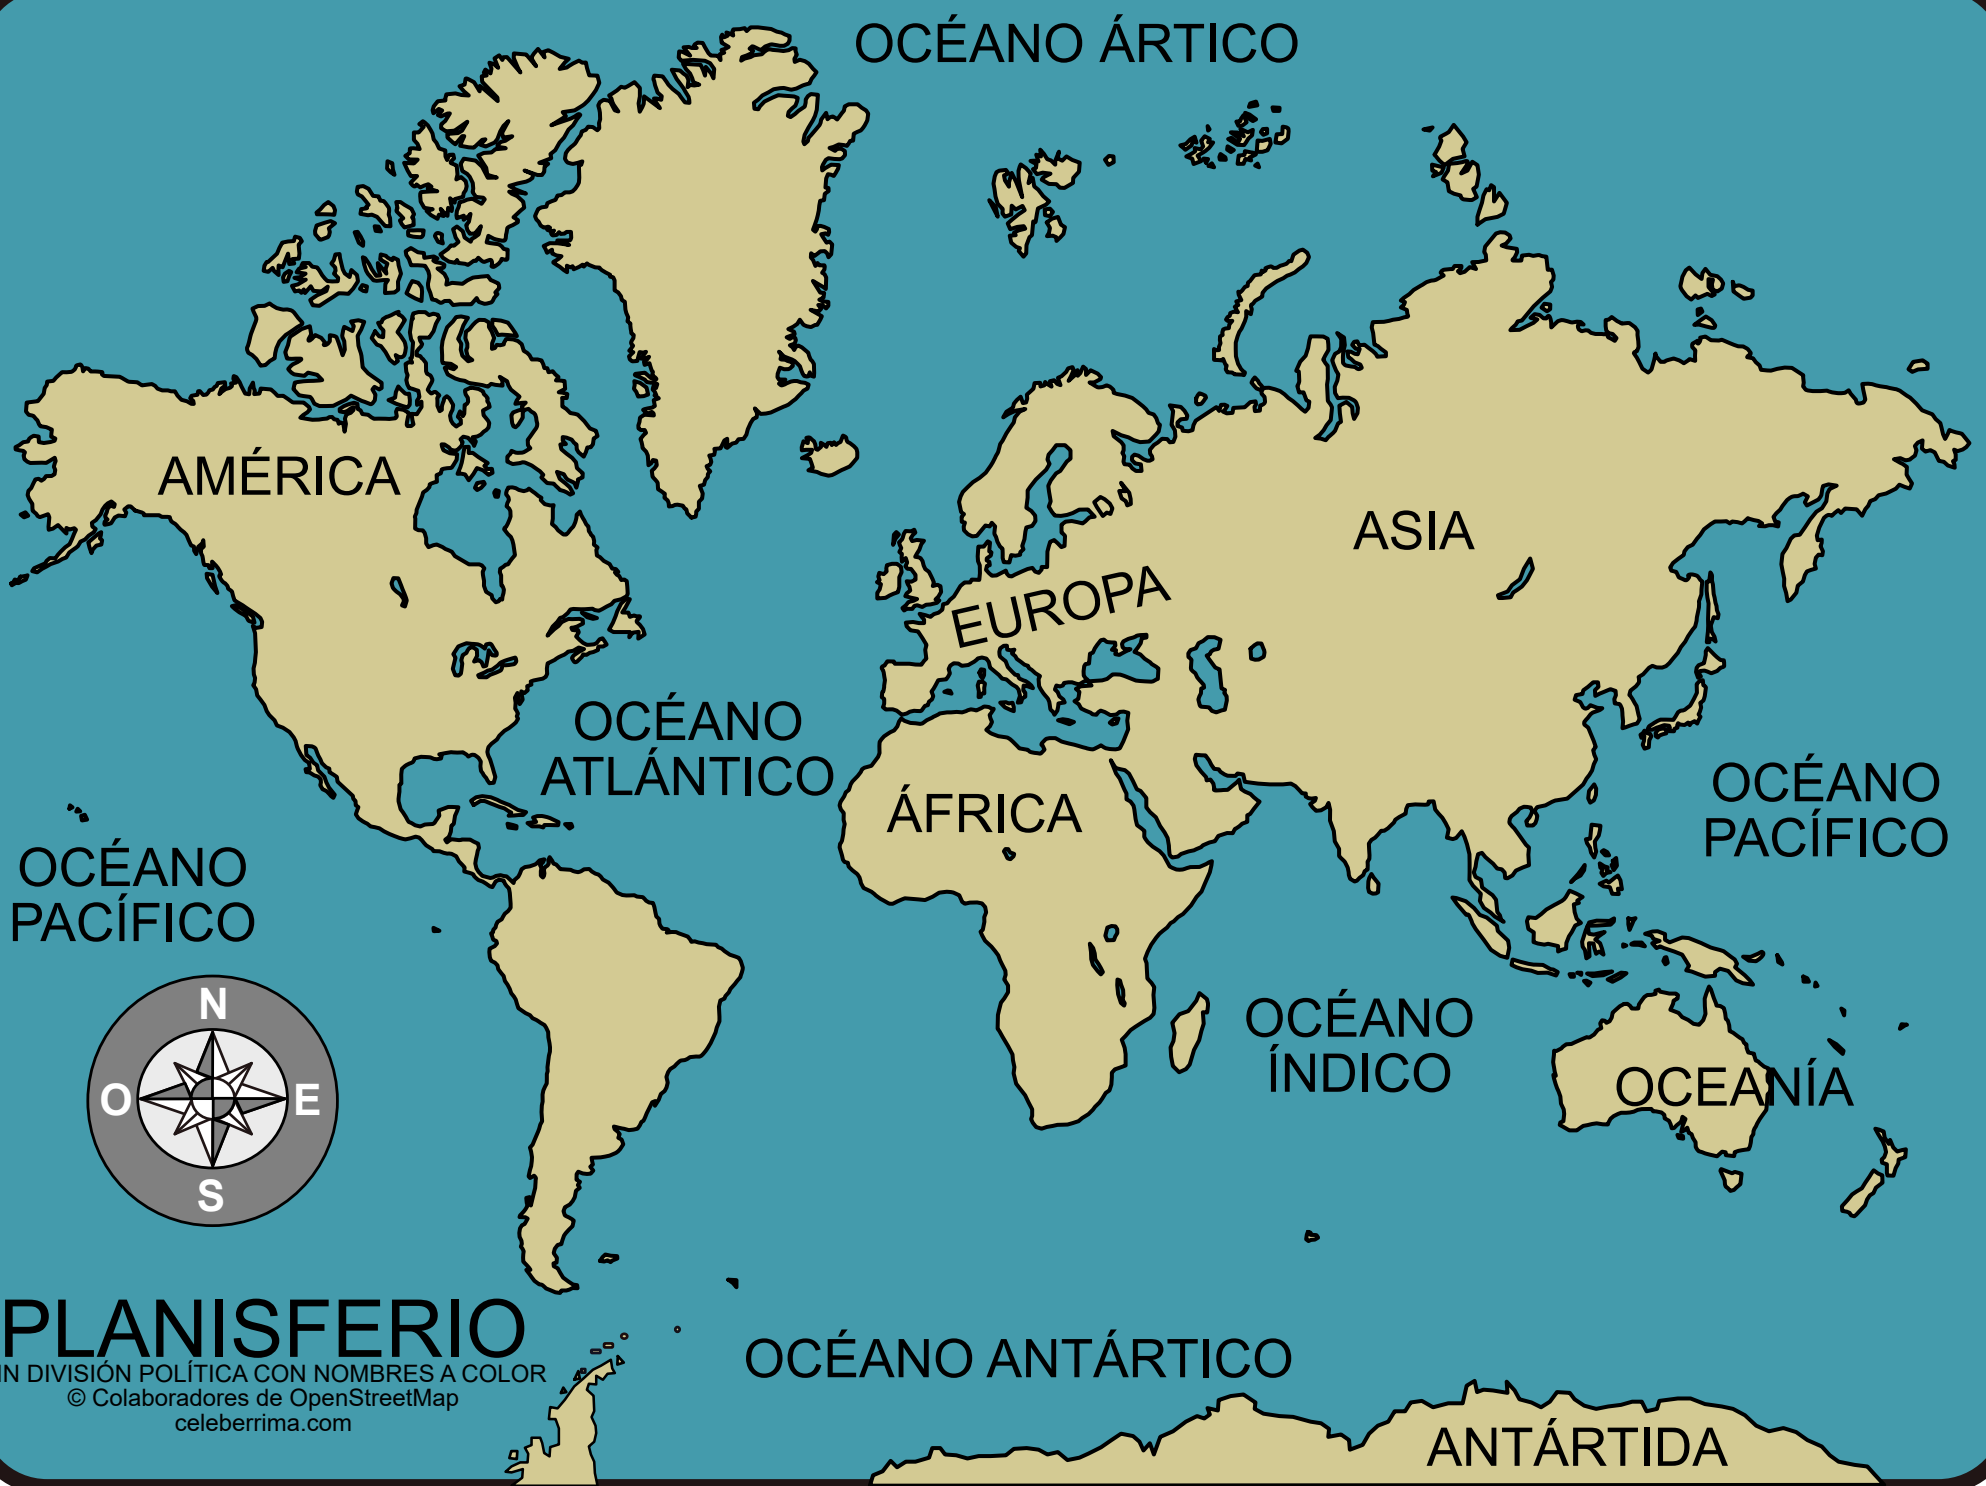 OCÉANO ÁRTICO
AMÉRICA
ASIA
EUROPA
OCÉANO
ATLÁNTICO
ÁFRICA
OCÉANO
PACÍFICO
OCÉANO
PACÍFICO
N
O
E
S
OCÉANO
ÍNDICO
OCEANÍA
PLANISFERIO
IN DIVISIÓN POLÍTICA CON NOMBRES A COLOR
© Colaboradores de OpenStreetMap
celeberrima.com
OCÉANO ANTÁRTICO
ANTÁRTIDA